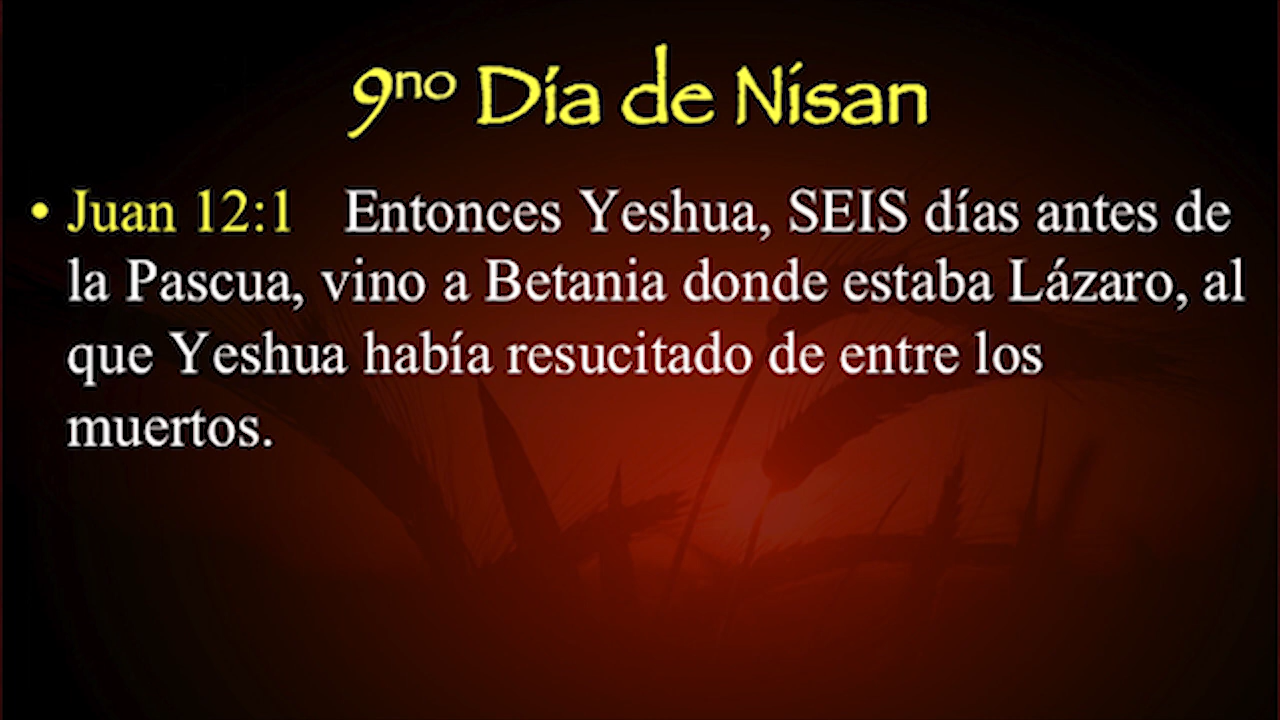 9no Día de Nisan
• Juan 12:1 Entonces Yeshua, SEIS días antes de
la Pascua, vino a Betania donde estaba Lázaro, al
que Yeshua había resucitado de entre los
muertos.